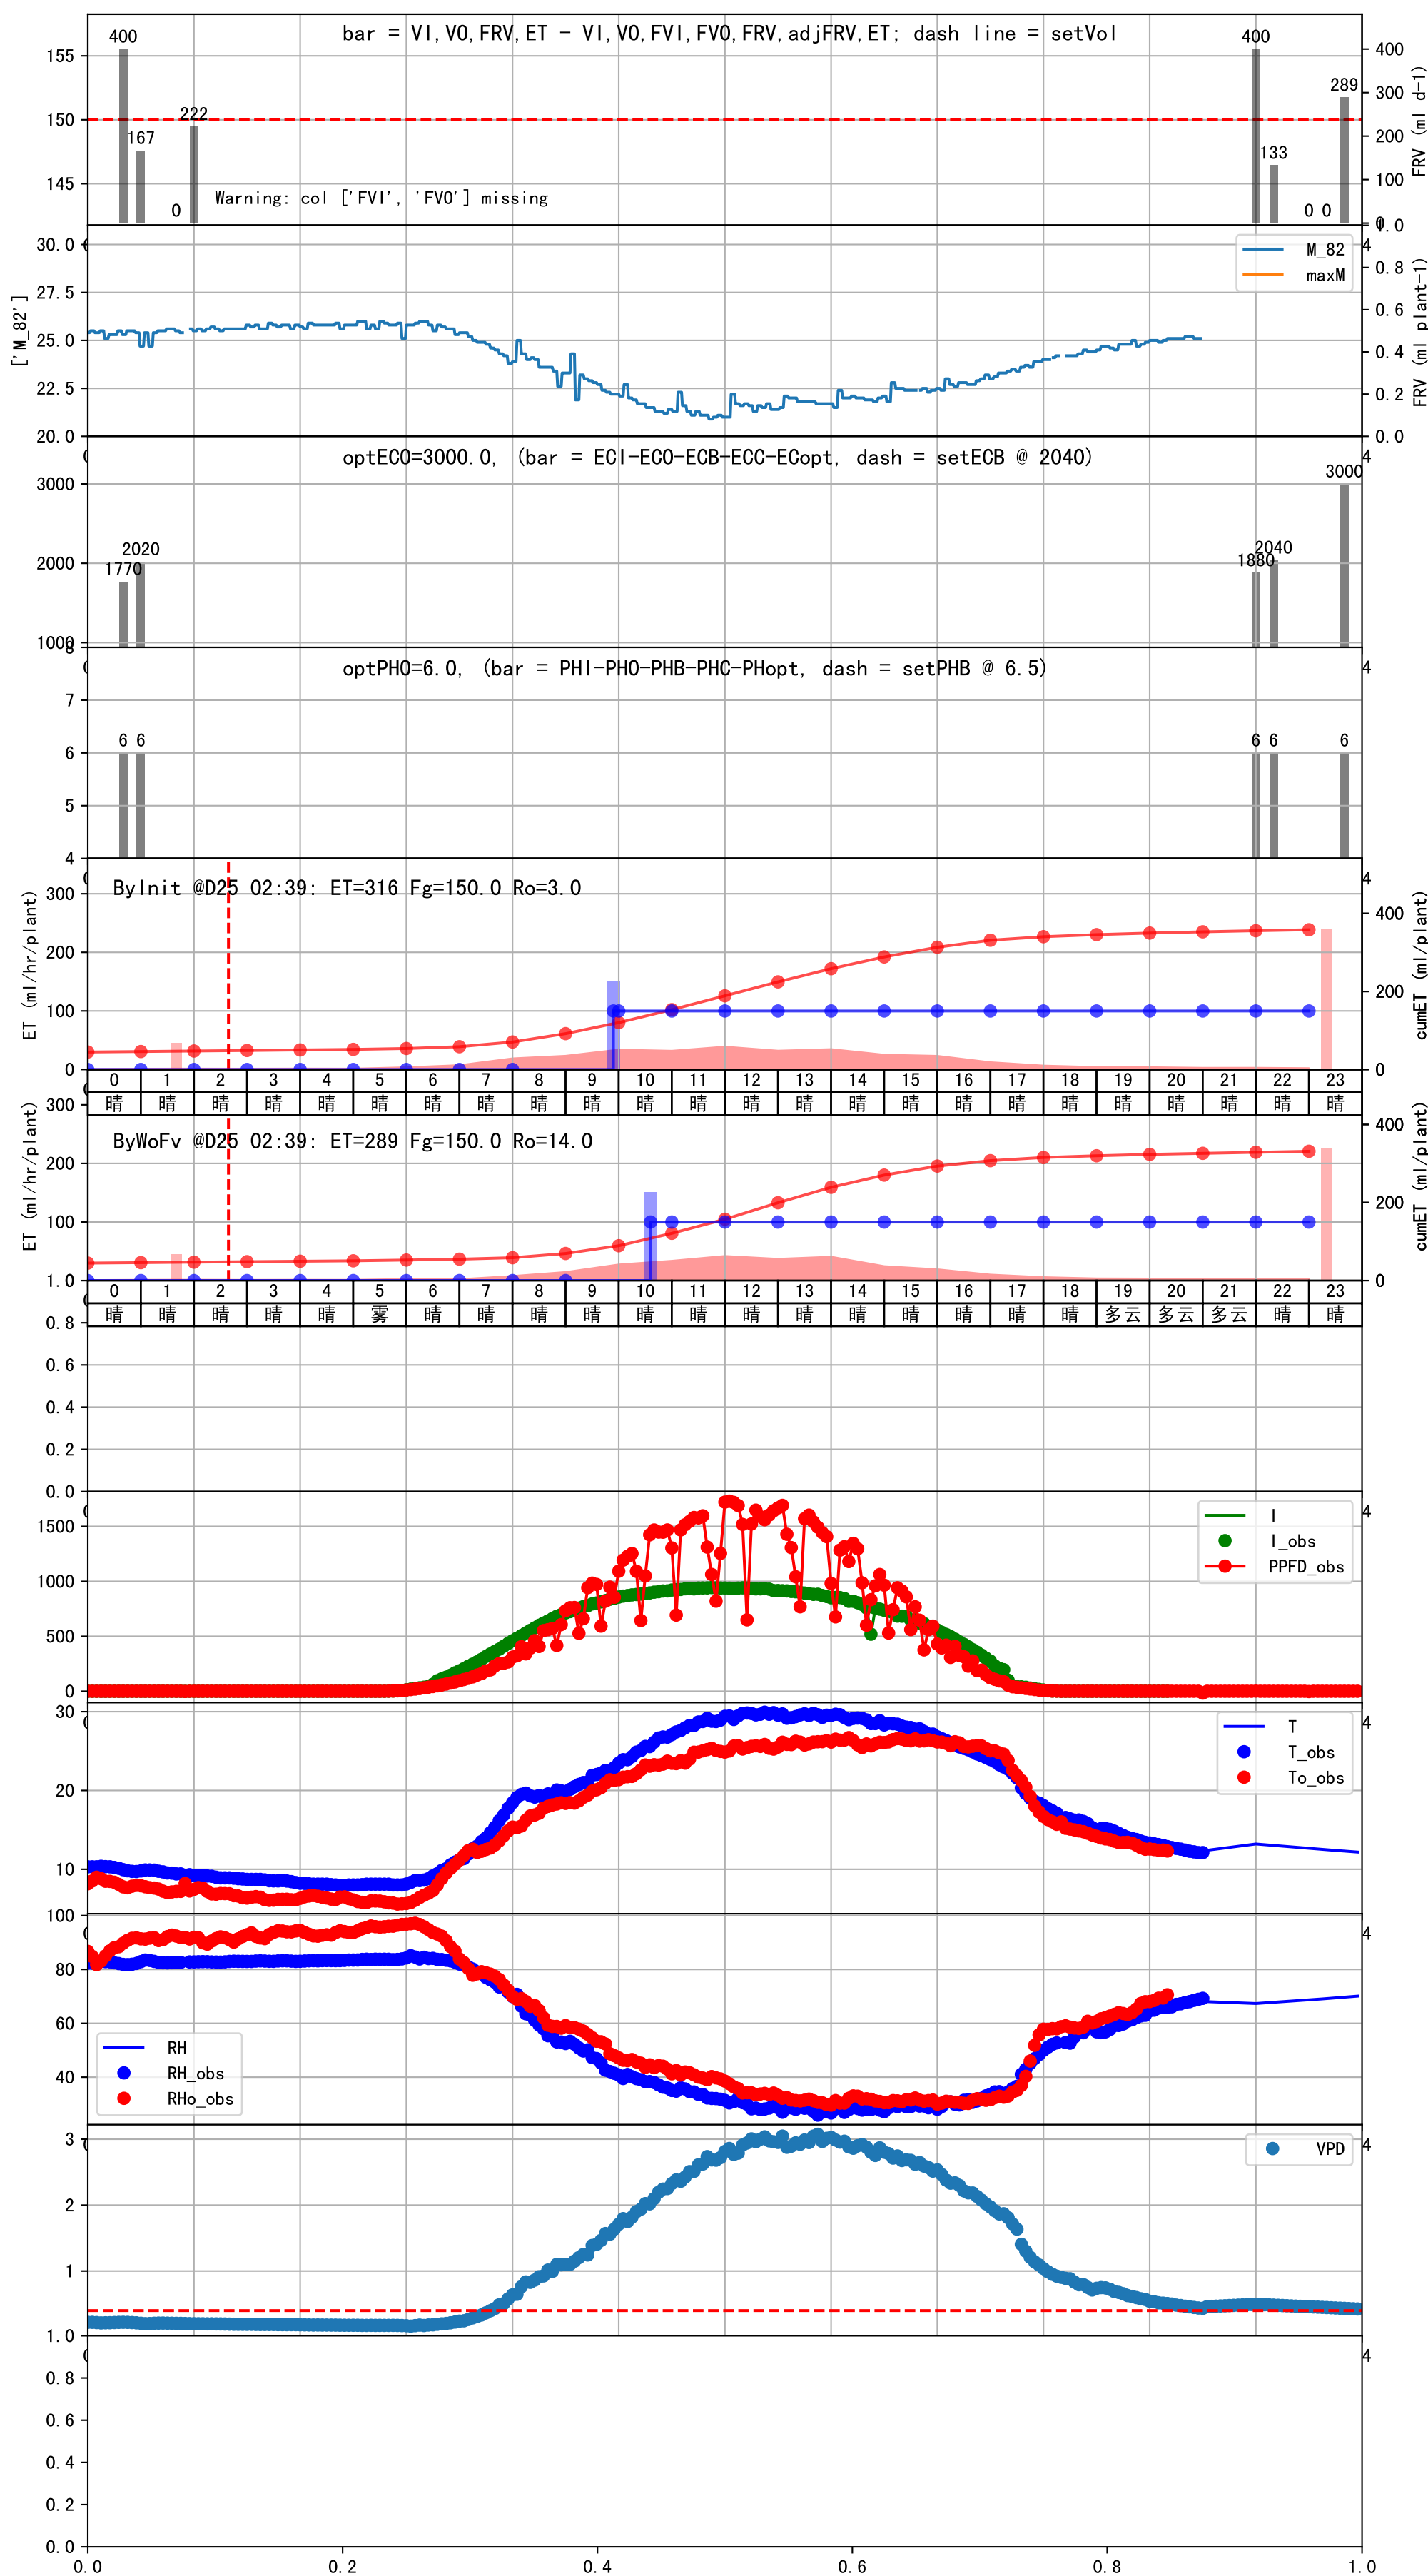 bar = VI,VO,FRV,ET - VI,VO,FVI,FVO,FRV,adjFRV,ET; dash line = setVol
400
167
0
222
400
133
0
0
289
Warning: col ['FVI', 'FVO'] missing
155
150
145
400
300
200
100
0
FRV (ml d-1)
['M_82']
30.0
27.5
25.0
22.5
20.0
M_82
maxM
1.0
0.8
0.6
0.4
0.2
0.0
FRV (ml plant-1)
optECO=3000.0, (bar = ECI-ECO-ECB-ECC-ECopt, dash = setECB @ 2040)
3000
2000
1000
1770
2020
1880
2040
3000
optPHO=6.0, (bar = PHI-PHO-PHB-PHC-PHopt, dash = setPHB @ 6.5)
8
7
6
5
4
6 6
6 6
6
ByInit @D25 02:39: ET=316 Fg=150.0 Ro=3.0
ET (ml/hr/plant)
300
200
100
0
400
200
0
cumET (ml/plant)
0 1 2 3 4 5 6 7 8 9 10 11 12 13 14 15 16 17 18 19 20 21 22 23
晴 晴 晴 晴 晴 晴 晴 晴 晴 晴 晴 晴 晴 晴 晴 晴 晴 晴 晴 晴 晴 晴 晴 晴
ByWoFv @D25 02:39: ET=289 Fg=150.0 Ro=14.0
ET (ml/hr/plant)
300
200
100
400
200
0
cumET (ml/plant)
0 1 2 3 4 5 6 7 8 9 10 11 12 13 14 15 16 17 18 19 20 21 22 23
晴 晴 晴 晴 晴 雾 晴 晴 晴 晴 晴 晴 晴 晴 晴 晴 晴 晴 晴 多云 多云 多云 晴 晴
1.0
0.8
0.6
0.4
0.2
0.0
1500
1000
500
0
I
I_obs
PPFD_obs
30
20
10
T
T_obs
To_obs
100
80
60
40
RH
RH_obs
RHo_obs
3
2
1
VPD
1.0
0.8
0.6
0.4
0.2
0.0
0.0 0.2 0.4 0.6 0.8 1.0